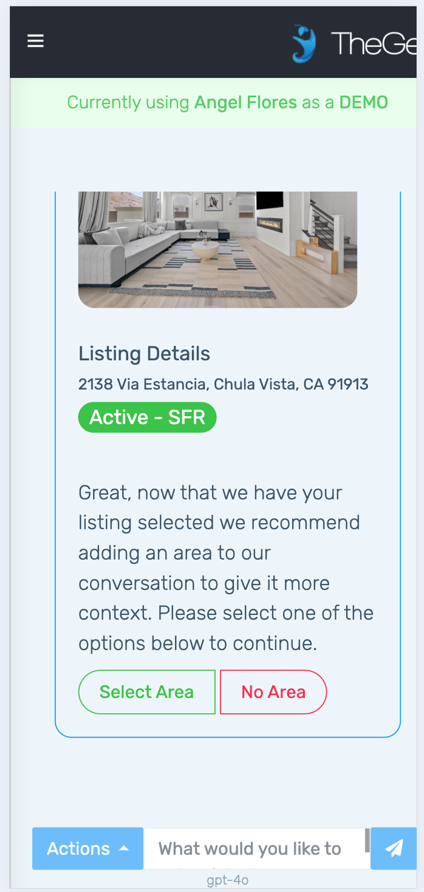 TheGe
Currently using Angel Flores as a DEMO
Listing Details
2138 Via Estancia, Chula Vista, CA 91913
Active - SFR
Great, now that we have your
listing selected we recommend
adding an area to our
conversation to give it more
context. Please select one of the
options below to continue.
Select Area No Area
Actions What would you like to
gpt-4o